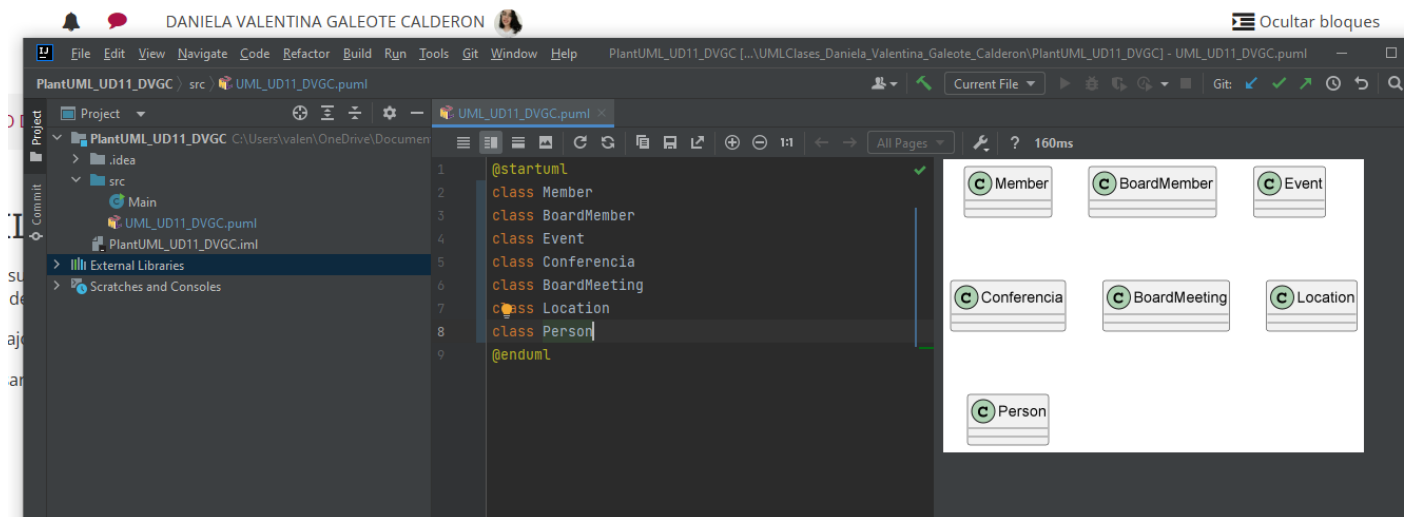 DANIELA VALENTINA GALEOTE CALDERON
Ocultar bloques
IJ File Edit View Navigate Code Refactor Build Run Tools Git Window Help PlantUML_UD11_DVGC [...\UMLClases_Daniela_Valentina_Galeote_Calderon\PlantUML_UD11_DVGC] - UML_UD11_DVGC.puml
PlantUML_UD11_DVGC src UML_UD11_DVGC.puml
Current File
Git:
Project
Commit
Project
UML_UD11_DVGC.puml
PlantUML_UD11_DVGC C:\Users\valen\OneDrive\Documen
.idea
src
Main
UML_UD11_DVGC.puml
PlantUML_UD11_DVGC.iml
External Libraries
Scratches and Consoles
1:1
All Pages
? 160ms
1 @startuml
2 class Member
3 class BoardMember
4 class Event
5 class Conferencia
6 class BoardMeeting
7 class Location
8 class Person
9 @enduml
C Member
C BoardMember
C Event
C Conferencia
C BoardMeeting
C Location
C Person